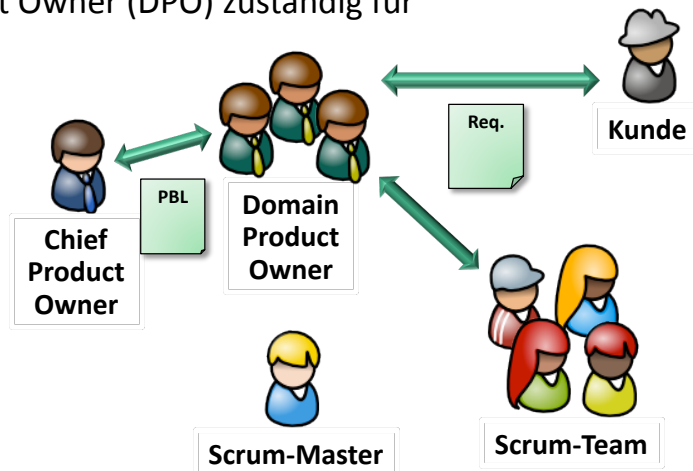 t Owner (DPO) zuständig für
Req.
Kunde
PBL
Domain
Product
Owner
Chief
Product
Owner
Scrum-Master
Scrum-Team